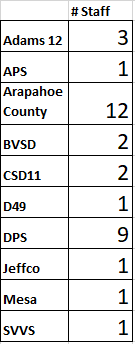 # Staff
Adams 12 3
APS 1
Arapahoe
County 12
BVSD 2
CSD11 2
D49 1
DPS 9
Jeffco 1
Mesa 1
SVVS 1